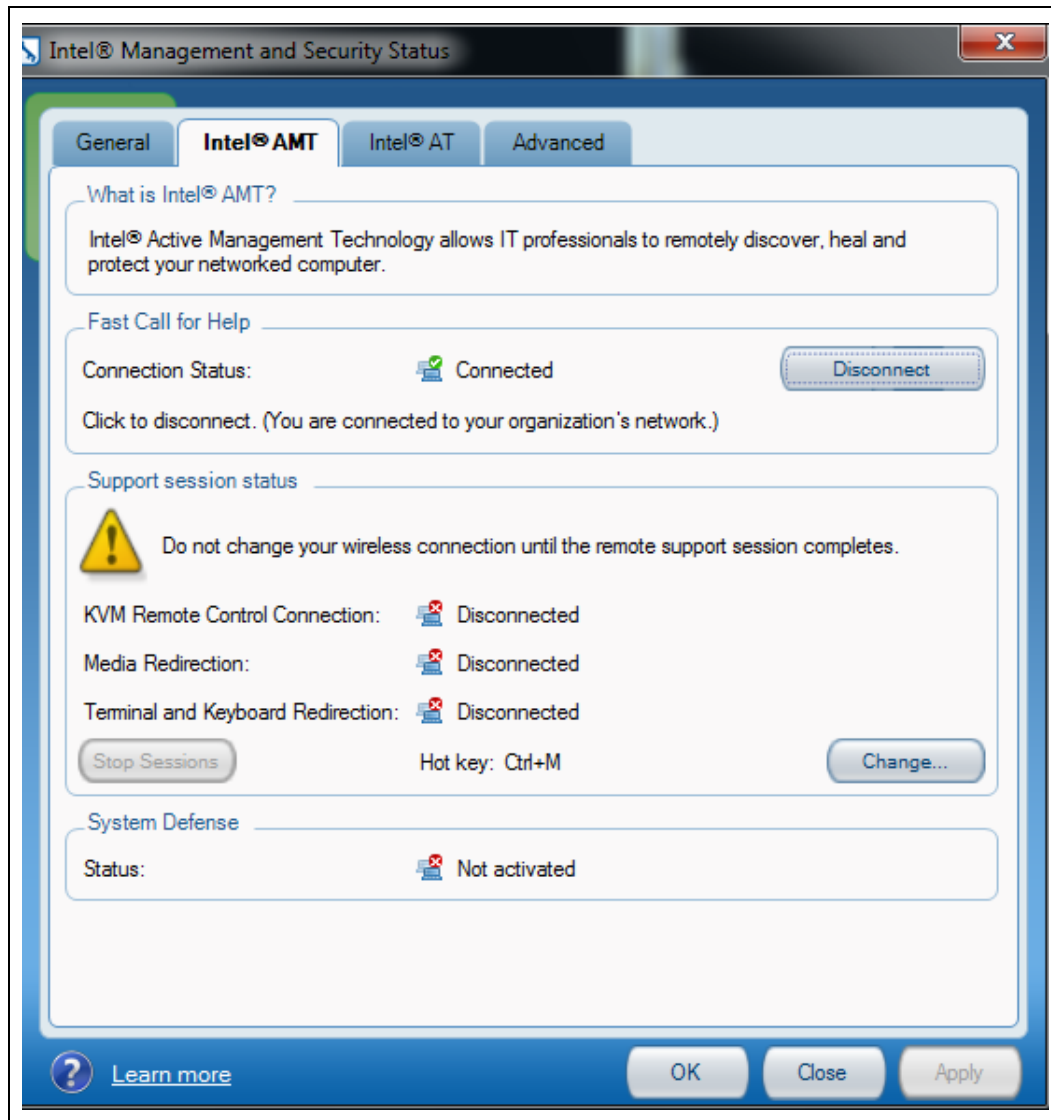 Intel® Management and Security Status
General Intel® AMT Intel® AT Advanced
What is Intel® AMT?
Intel® Active Management Technology allows IT professionals to remotely discover, heal and
protect your networked computer.
Fast Call for Help
Connection Status: Connected Disconnect
Click to disconnect. (You are connected to your organization's network.)
Support session status
Do not change your wireless connection until the remote support session completes.
KVM Remote Control Connection: Disconnected
Media Redirection: Disconnected
Terminal and Keyboard Redirection: Disconnected
Stop Sessions Hot key: Ctrl+M Change...
System Defense
Status: Not activated
Learn more OK Close Apply